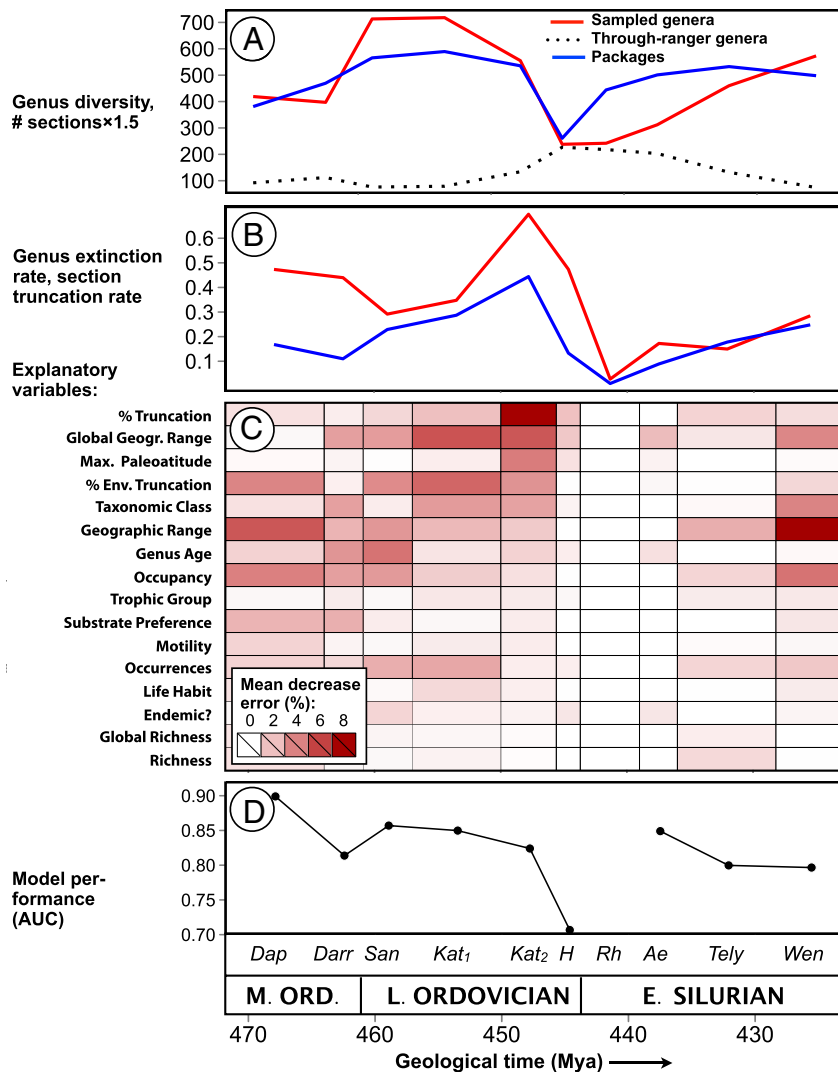 A
700
600
500
400
300
200
100
Genus diversity,
# sections×1.5
Sampled genera
Through-ranger genera
Packages
B
0.6
0.5
0.4
0.3
0.2
0.1
Genus extinction
rate, section
truncation rate
Explanatory
variables:
C
% Truncation
Global Geogr. Range
Max. Paleoatitude
% Env. Truncation
Taxonomic Class
Geographic Range
Genus Age
Occupancy
Trophic Group
Substrate Preference
Motility
Occurrences
Life Habit
Endemic?
Global Richness
Richness
Mean decrease
error (%):
0 2 4 6 8
D
0.90
0.85
0.80
0.75
0.70
Model per-
formance
(AUC)
Dap Darr San Kat1 Kat2 H Rh Ae Tely Wen
M. ORD. L. ORDOVICIAN E. SILURIAN
470 460 450 440 430
Geological time (Mya)